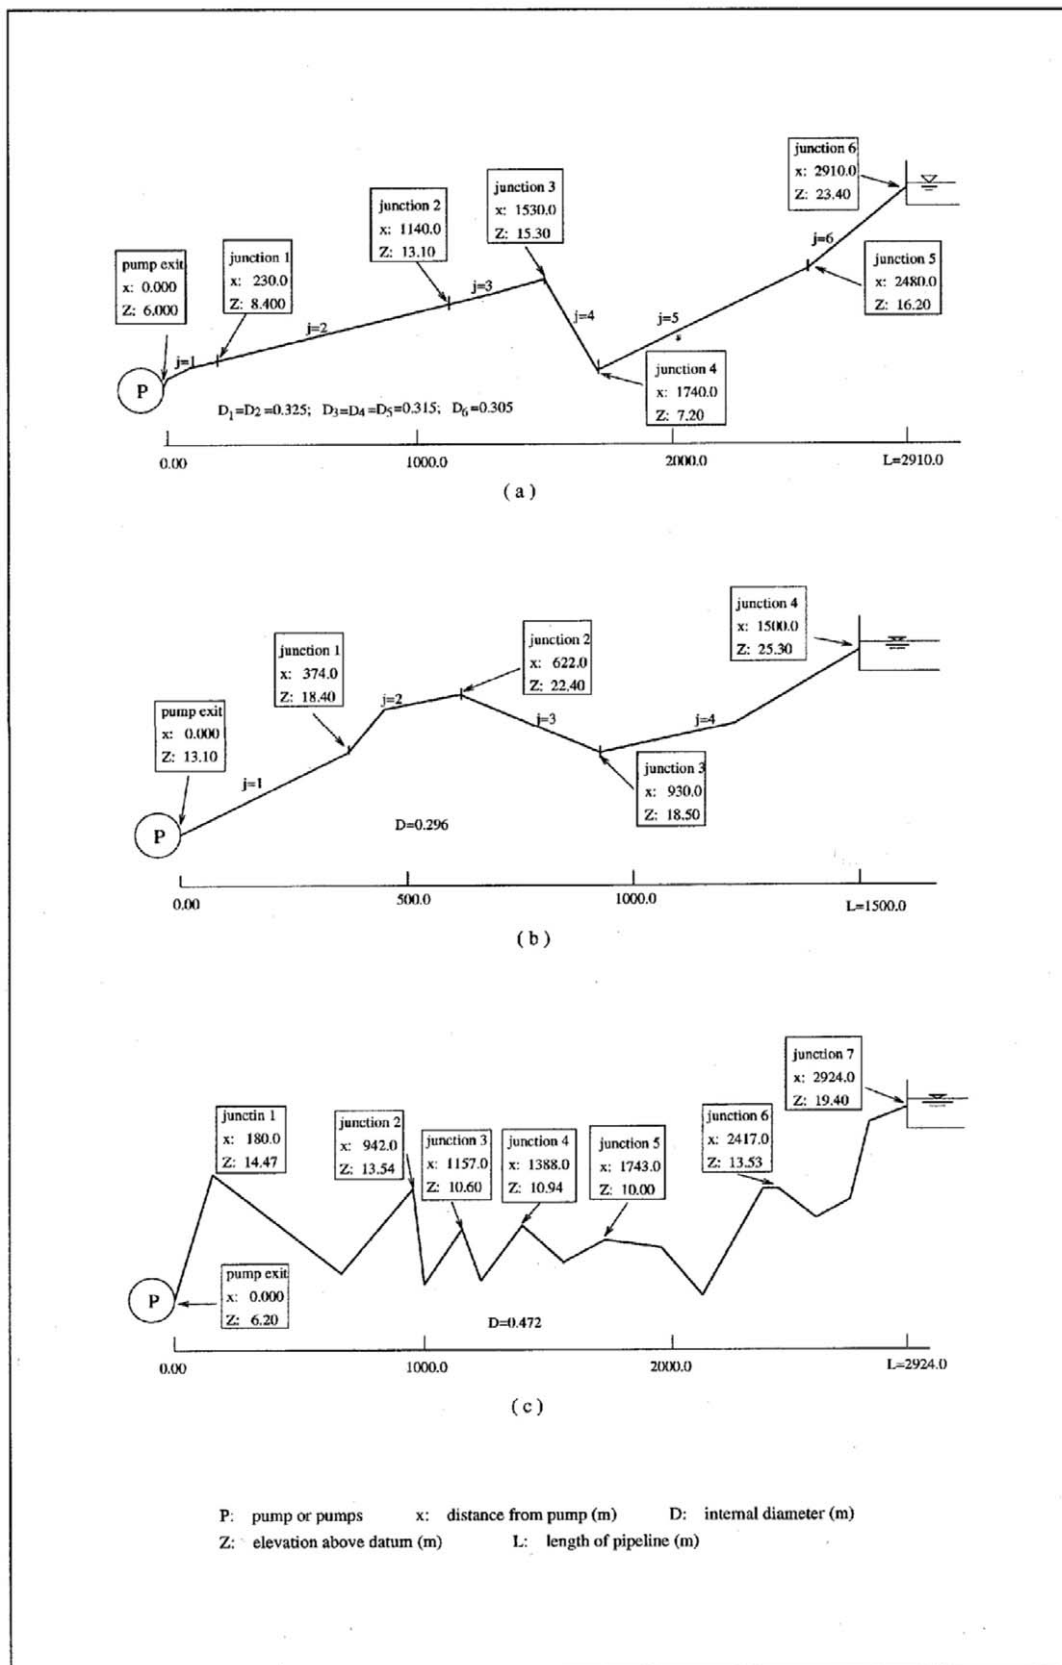 junction 6
x: 2910.0
Z: 23.40
junction 3
x: 1530.0
Z: 15.30
junction 2
x: 1140.0
Z: 13.10
j=6
junction 5
x: 2480.0
Z: 16.20
pump exit
x: 0.000
Z: 6.000
junction 1
x: 230.0
Z: 8.400
j=3
j=2
j=4
j=5
j=1
junction 4
x: 1740.0
Z: 7.20
P
D1=D2=0.325; D3=D4=D5=0.315; D6=0.305
0.00 1000.0 2000.0 L=2910.0
(a)
junction 4
x: 1500.0
Z: 25.30
junction 1
x: 374.0
Z: 18.40
junction 2
x: 622.0
Z: 22.40
j=2
pump exit
x: 0.000
Z: 13.10
j=3
j=4
j=1
junction 3
x: 930.0
Z: 18.50
P
D=0.296
0.00 500.0 1000.0 L=1500.0
(b)
junction 7
x: 2924.0
Z: 19.40
junctin 1
x: 180.0
Z: 14.47
junction 2
x: 942.0
Z: 13.54
junction 3
x: 1157.0
Z: 10.60
junction 4
x: 1388.0
Z: 10.94
junction 5
x: 1743.0
Z: 10.00
junction 6
x: 2417.0
Z: 13.53
pump exit
x: 0.000
Z: 6.20
P
D=0.472
0.00 1000.0 2000.0 L=2924.0
(c)
P: pump or pumps x: distance from pump (m) D: internal diameter (m)
Z: elevation above datum (m) L: length of pipeline (m)